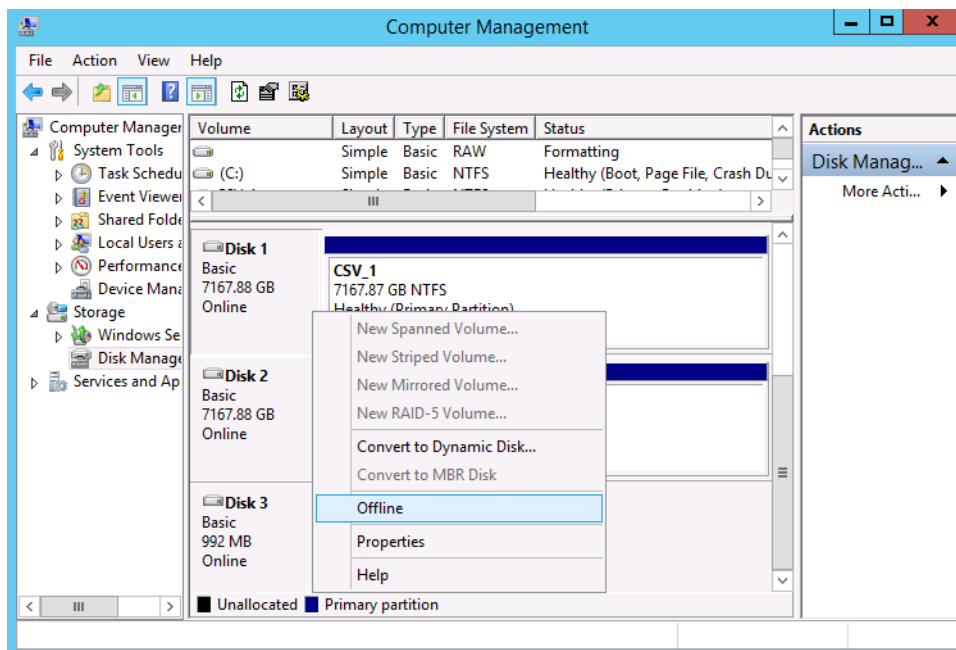 Computer Management
File Action View Help
Computer Manager
System Tools
Task Schedu
Event Viewer
Shared Folde
Local Users a
Performance
Device Mana
Storage
Windows Se
Disk Manage
Services and Ap
Volume Layout Type File System Status
Simple Basic RAW Formatting
(C:) Simple Basic NTFS Healthy (Boot, Page File, Crash Du
Disk 1
Basic
7167.88 GB
Online
CSV_1
7167.87 GB NTFS
Healthy (Primary Partition)
Disk 2
Basic
7167.88 GB
Online
Disk 3
Basic
992 MB
Online
New Spanned Volume...
New Striped Volume...
New Mirrored Volume...
New RAID-5 Volume...
Convert to Dynamic Disk...
Convert to MBR Disk
Offline
Properties
Help
Unallocated Primary partition
Actions
Disk Manag...
More Acti...